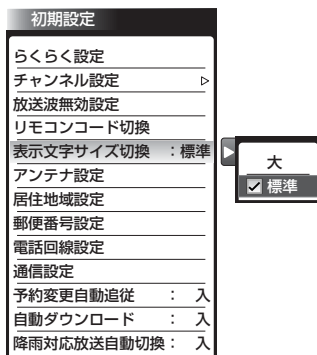 初期設定
らくらく設定
チャンネル設定
放送波無効設定
リモコンコード切換
表示文字サイズ切換 : 標準
大
標準
アンテナ設定
居住地域設定
郵便番号設定
電話回線設定
通信設定
予約変更自動追従 : 入
自動ダウンロード : 入
降雨対応放送自動切換 : 入